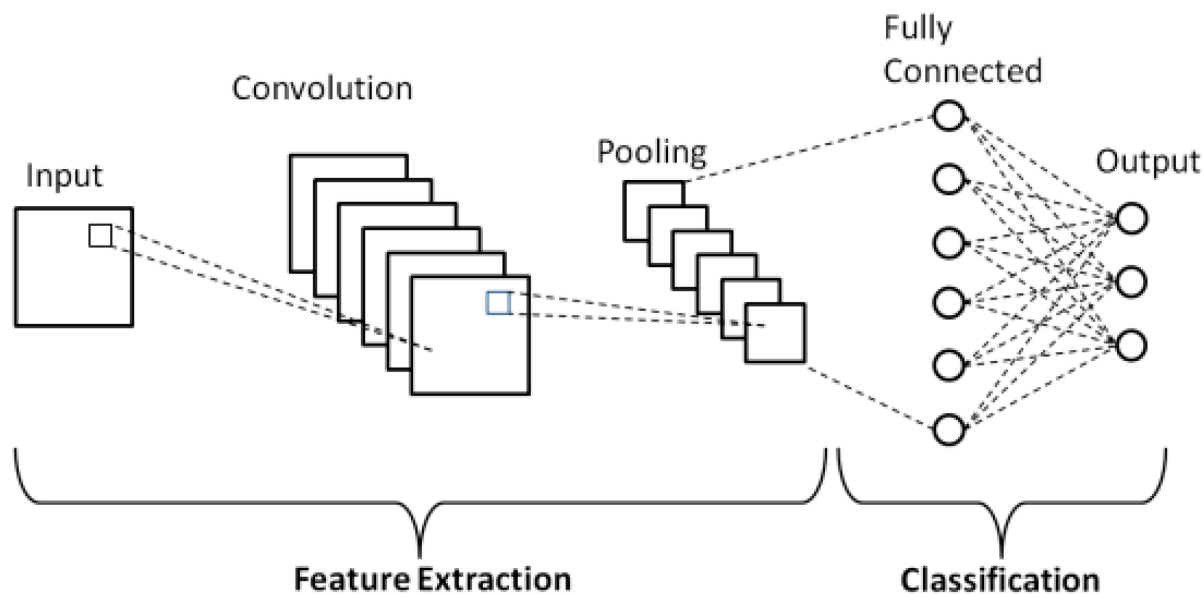 Input
Convolution
Pooling
Fully
Connected
Output
Feature Extraction
Classification